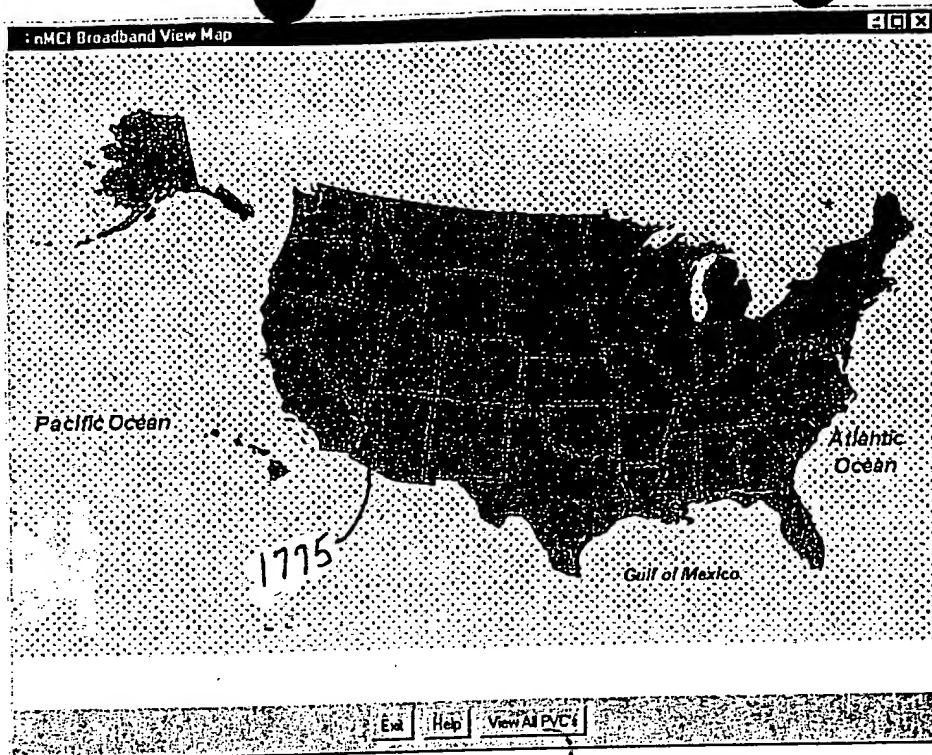 nMCI Broadband View Map
Pacific Ocean
Atlantic
Ocean
1775
Gulf of Mexico
Exit Help View All PVC's